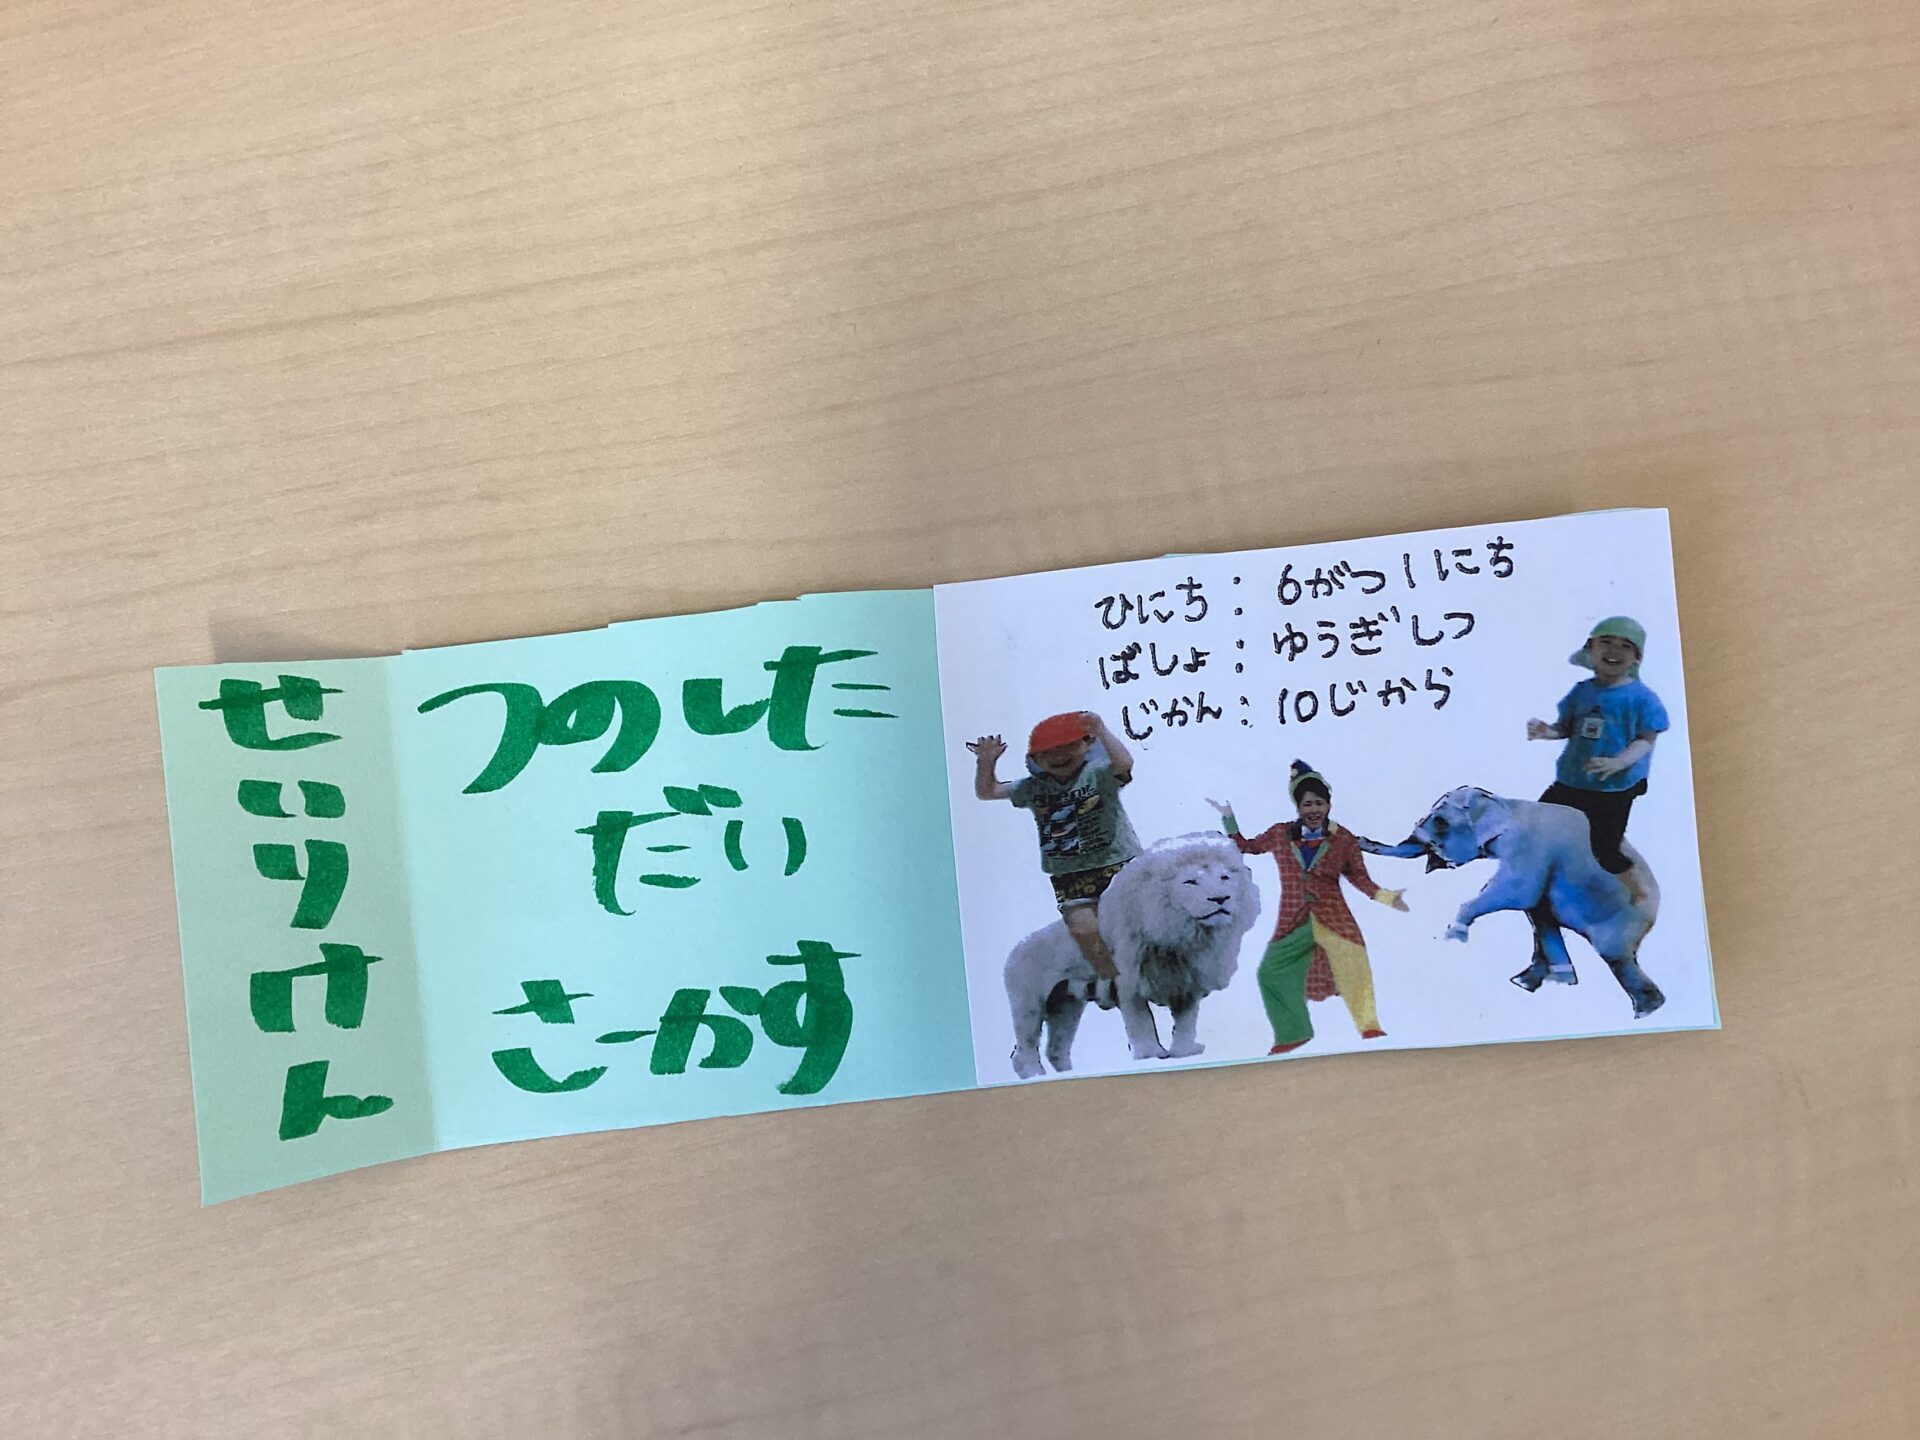 せいりけん
つのした
だい
さーかす
ひにち：6がつ1にち
ばしょ：ゆうぎしつ
じかん：10じから